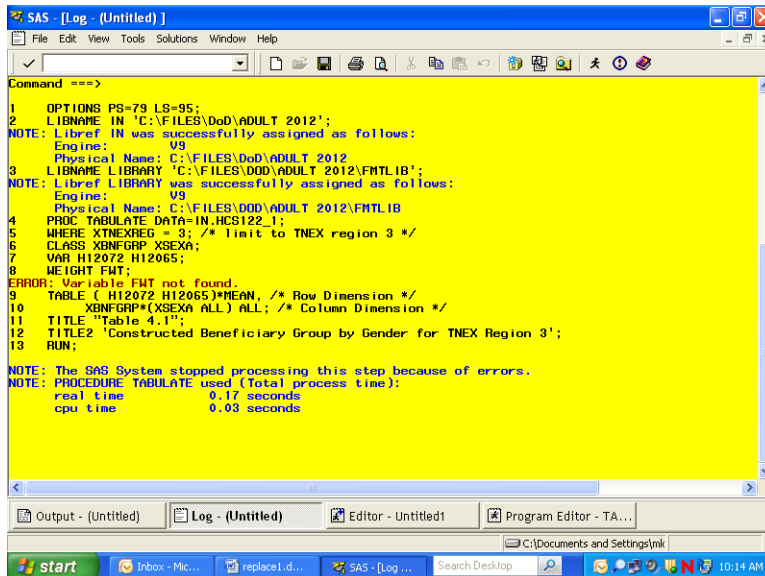 SAS - [Log - (Untitled) ]
File Edit View Tools Solutions Window Help
Command ===>
1 OPTIONS PS=79 LS=95;
2 LIBNAME IN 'C:\FILES\DoD\ADULT 2012';
NOTE: Libref IN was successfully assigned as follows:
Engine: V9
Physical Name: C:\FILES\DoD\ADULT 2012
3 LIBNAME LIBRARY 'C:\FILES\DOD\ADULT 2012\FMTLIB';
NOTE: Libref LIBRARY was successfully assigned as follows:
Engine: V9
Physical Name: C:\FILES\DOD\ADULT 2012\FMTLIB
4 PROC TABULATE DATA=IN.HCS122_1;
5 WHERE XTNEXREG = 3; /* limit to TNEX region 3 */
6 CLASS XBNFGRP XSEXA;
7 VAR H12072 H12065;
8 WEIGHT FWT;
ERROR: Variable FWT not found.
9 TABLE ( H12072 H12065)*MEAN, /* Row Dimension */
10 XBNFGRP*(XSEXA ALL) ALL; /* Column Dimension */
11 TITLE "Table 4.1";
12 TITLE2 'Constructed Beneficiary Group by Gender for TNEX Region 3';
13 RUN;
NOTE: The SAS System stopped processing this step because of errors.
NOTE: PROCEDURE TABULATE used (Total process time):
real time 0.17 seconds
cpu time 0.03 seconds
Output - (Untitled) Log - (Untitled) Editor - Untitled1 Program Editor - TA...
C:\Documents and Settings\mk
start Inbox - Mic... replace1.d... SAS - [Log ... Search Desktop N 10:14 AM